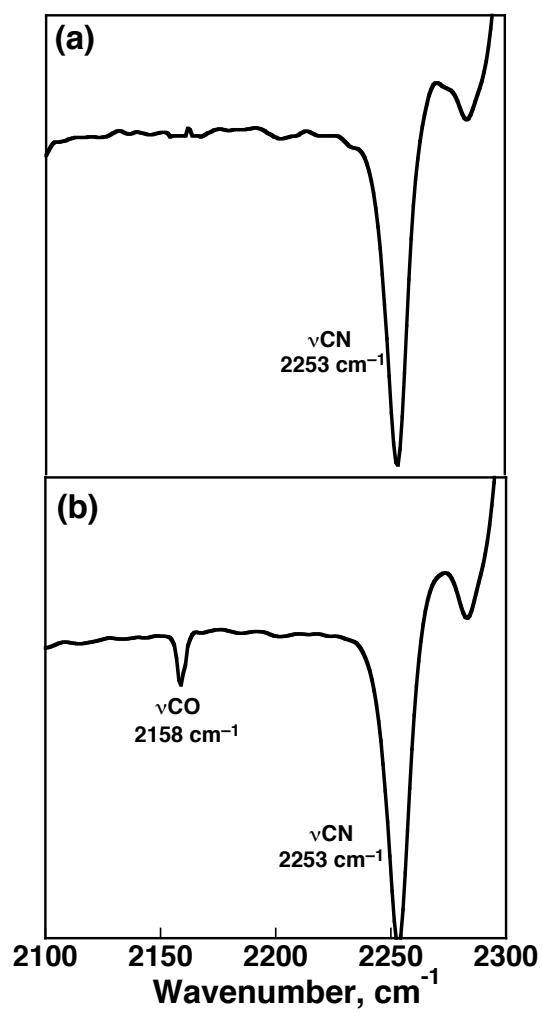 (a)
νCN
2253 cm⁻¹
(b)
νCO
2158 cm⁻¹
νCN
2253 cm⁻¹
2100 2150 2200 2250 2300
Wavenumber, cm⁻¹